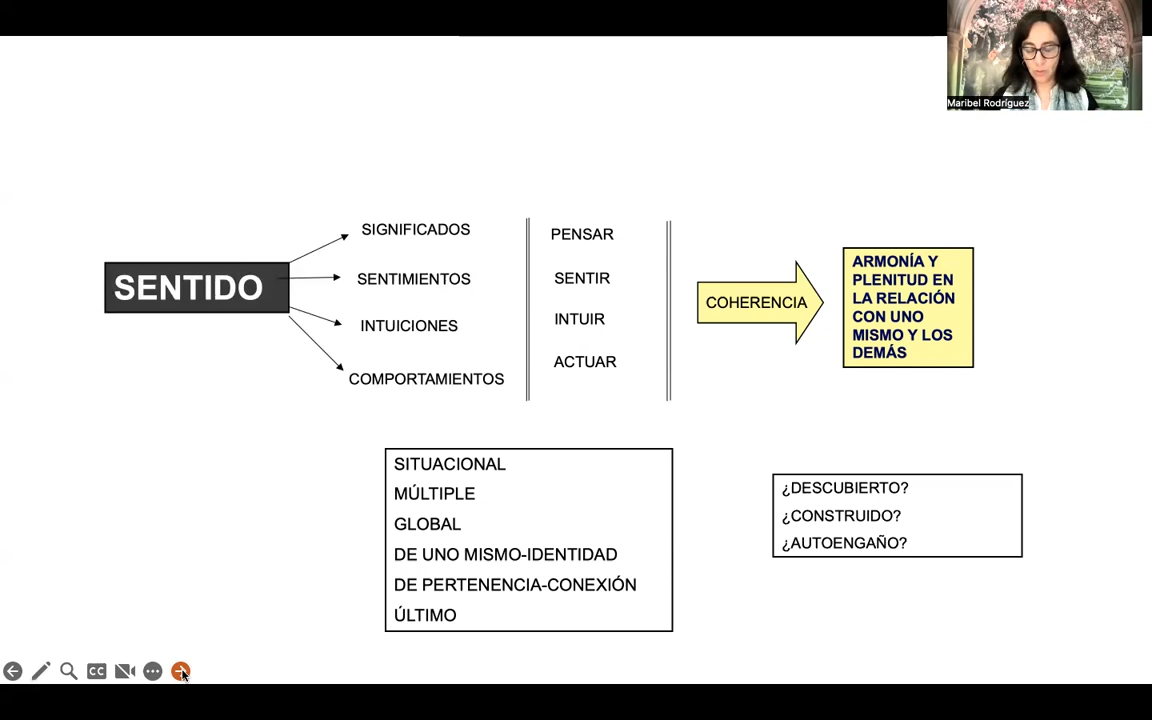 Maribel Rodríguez
SENTIDO
SIGNIFICADOS
SENTIMIENTOS
INTUICIONES
COMPORTAMIENTOS
PENSAR
SENTIR
INTUIR
ACTUAR
COHERENCIA
ARMONÍA Y
PLENITUD EN
LA RELACIÓN
CON UNO
MISMO Y LOS
DEMÁS
SITUACIONAL
MÚLTIPLE
GLOBAL
DE UNO MISMO-IDENTIDAD
DE PERTENENCIA-CONEXIÓN
ÚLTIMO
¿DESCUBIERTO?
¿CONSTRUIDO?
¿AUTOENGAÑO?
CC